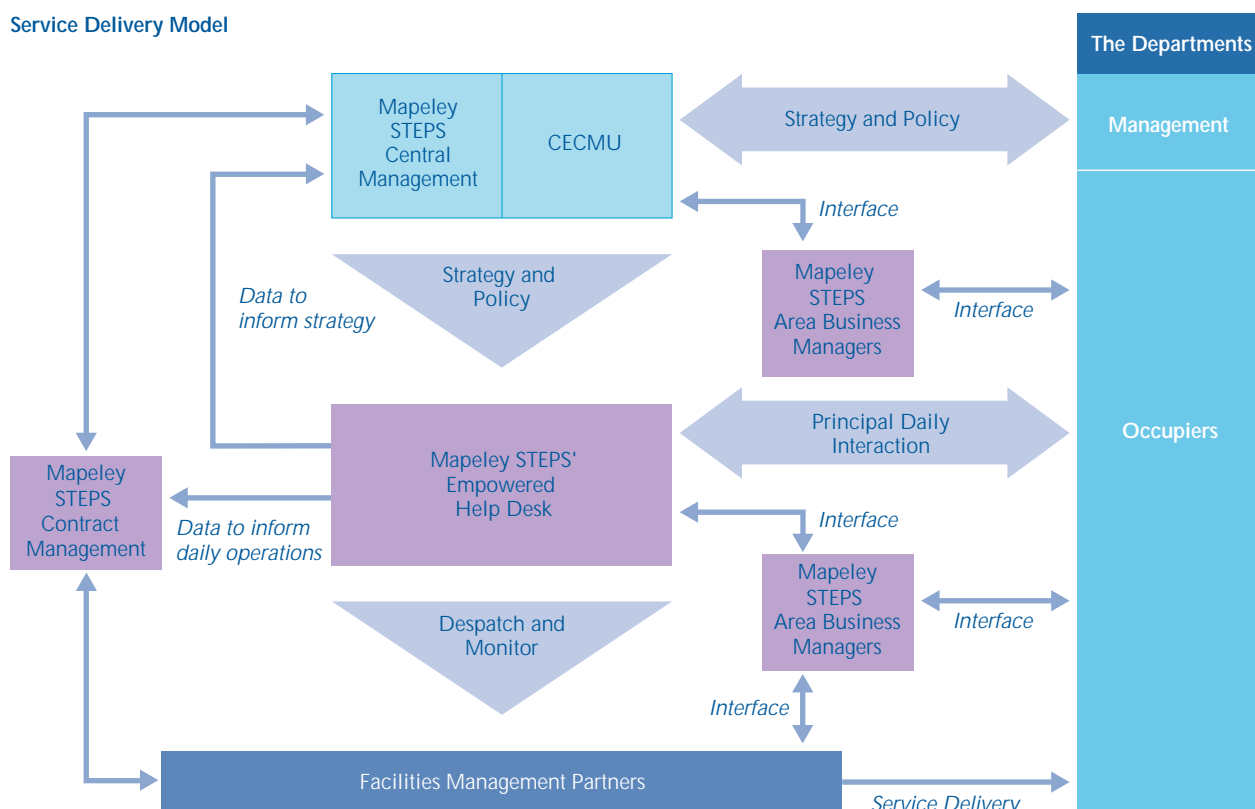 Service Delivery Model
The Departments
Mapeley
STEPS
Central
Management
CECMU
Strategy and Policy
Management
Interface
Strategy and
Policy
Data to
inform strategy
Mapeley
STEPS
Area Business
Managers
Interface
Principal Daily
Interaction
Occupiers
Mapeley STEPS'
Empowered
Help Desk
Mapeley
STEPS
Contract
Management
Data to inform
daily operations
Interface
Mapeley
STEPS
Area Business
Managers
Interface
Despatch and
Monitor
Interface
Facilities Management Partners
Service Delivery